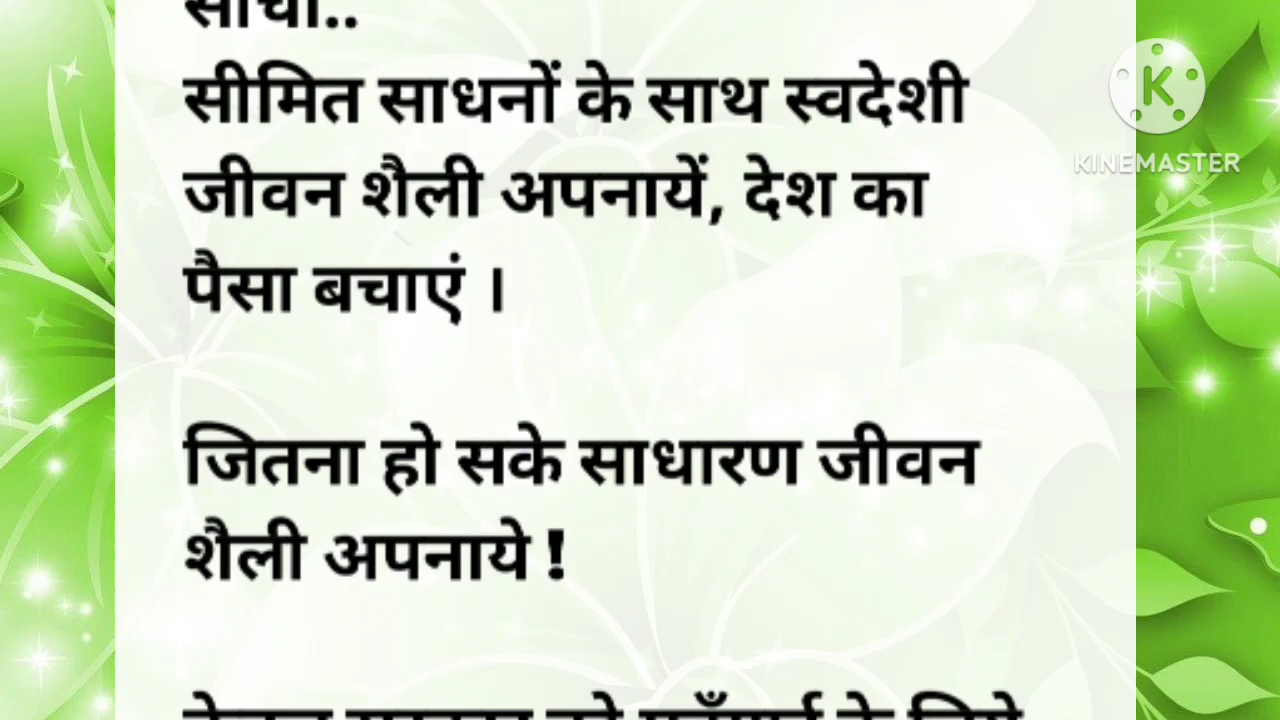 सीमित साधनों के साथ स्वदेशी
जीवन शैली अपनायें, देश का
पैसा बचाएं ।
जितना हो सके साधारण जीवन
शैली अपनाये !
K
KINEMASTER